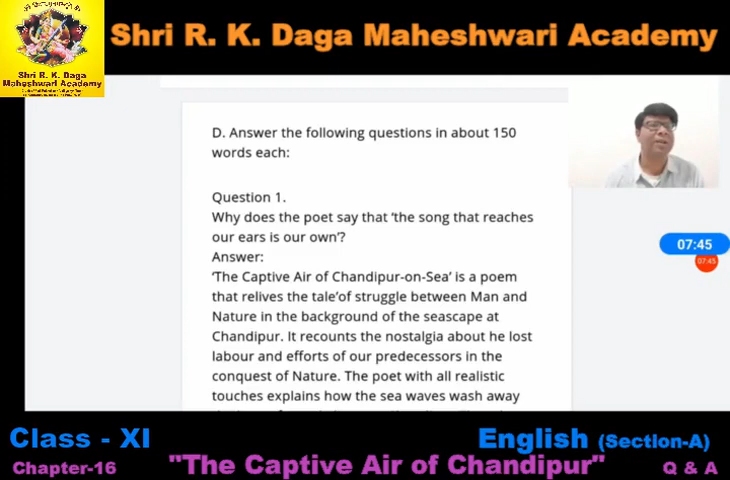 Shri R. K. Daga Maheshwari Academy
Shri R. K. Daga
Maheshwari Academy
D. Answer the following questions in about 150
words each:
Question 1.
Why does the poet say that ‘the song that reaches
our ears is our own’?
Answer:
‘The Captive Air of Chandipur-on-Sea’ is a poem
that relives the tale’of struggle between Man and
Nature in the background of the seascape at
Chandipur. It recounts the nostalgia about he lost
labour and efforts of our predecessors in the
conquest of Nature. The poet with all realistic
touches explains how the sea waves wash away
07:45
07:45
Class - XI
English (Section-A)
Chapter-16
"The Captive Air of Chandipur"
Q & A